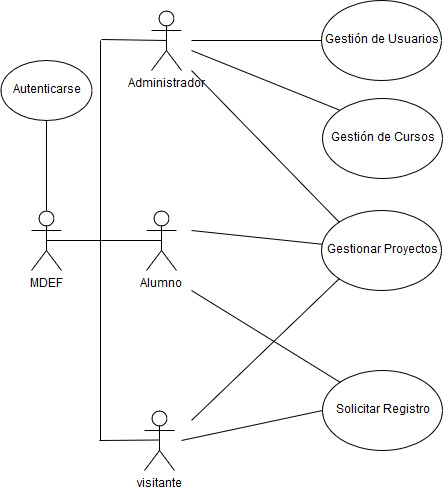 Gestión de Usuarios
Administrador
Autenticarse
Gestión de Cursos
Gestionar Proyectos
MDEF
Alumno
Solicitar Registro
visitante